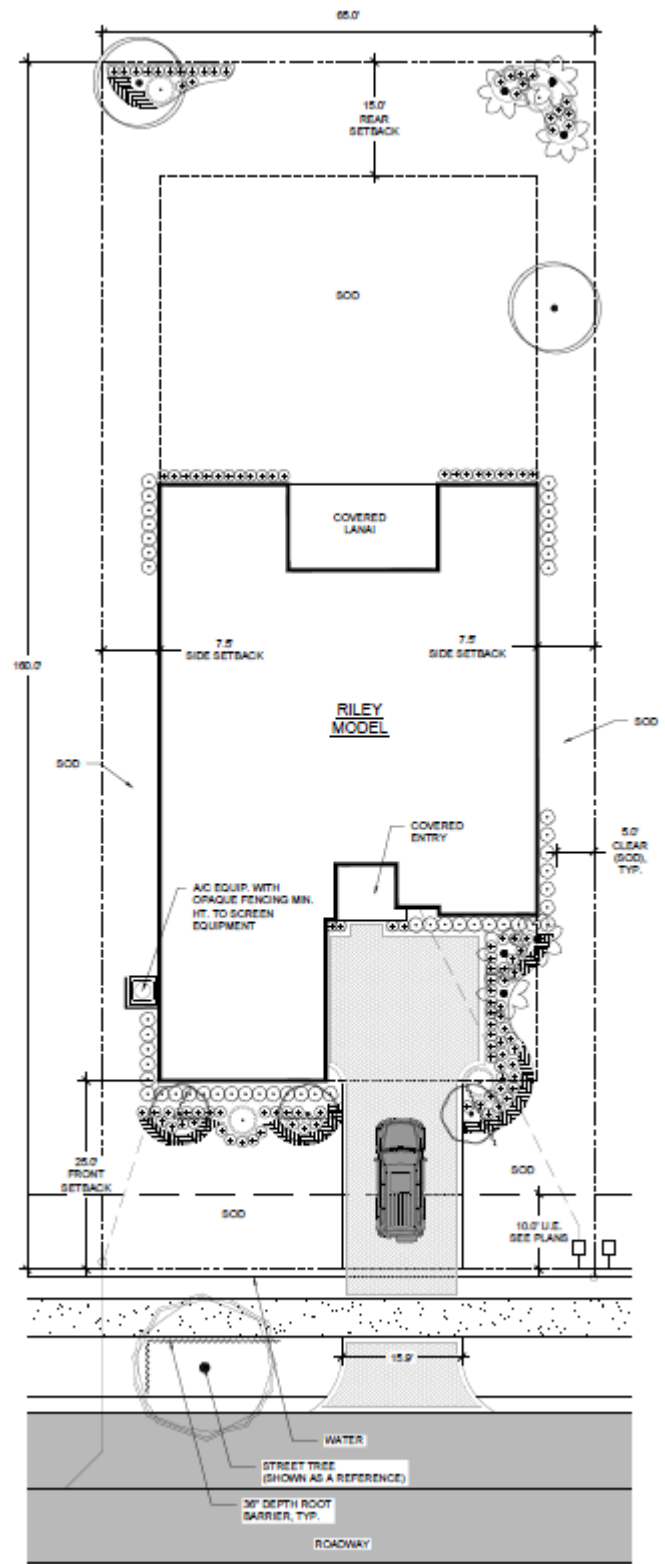 65.0'
15.0'
REAR
SETBACK
SOD
COVERED
LANAI
7.5'
SIDE SETBACK
7.5'
SIDE SETBACK
160.0'
RILEY
MODEL
SOD
SOD
COVERED
ENTRY
5.0'
CLEAR
(SOD),
TYP.
A/C EQUIP. WITH
OPAQUE FENCING MIN.
HT. TO SCREEN
EQUIPMENT
25.0'
FRONT
SETBACK
SOD
SOD
10.0' U.E.
SEE PLANS
15.9'
WATER
STREET TREE
(SHOWN AS A REFERENCE)
36" DEPTH ROOT
BARRIER, TYP.
ROADWAY